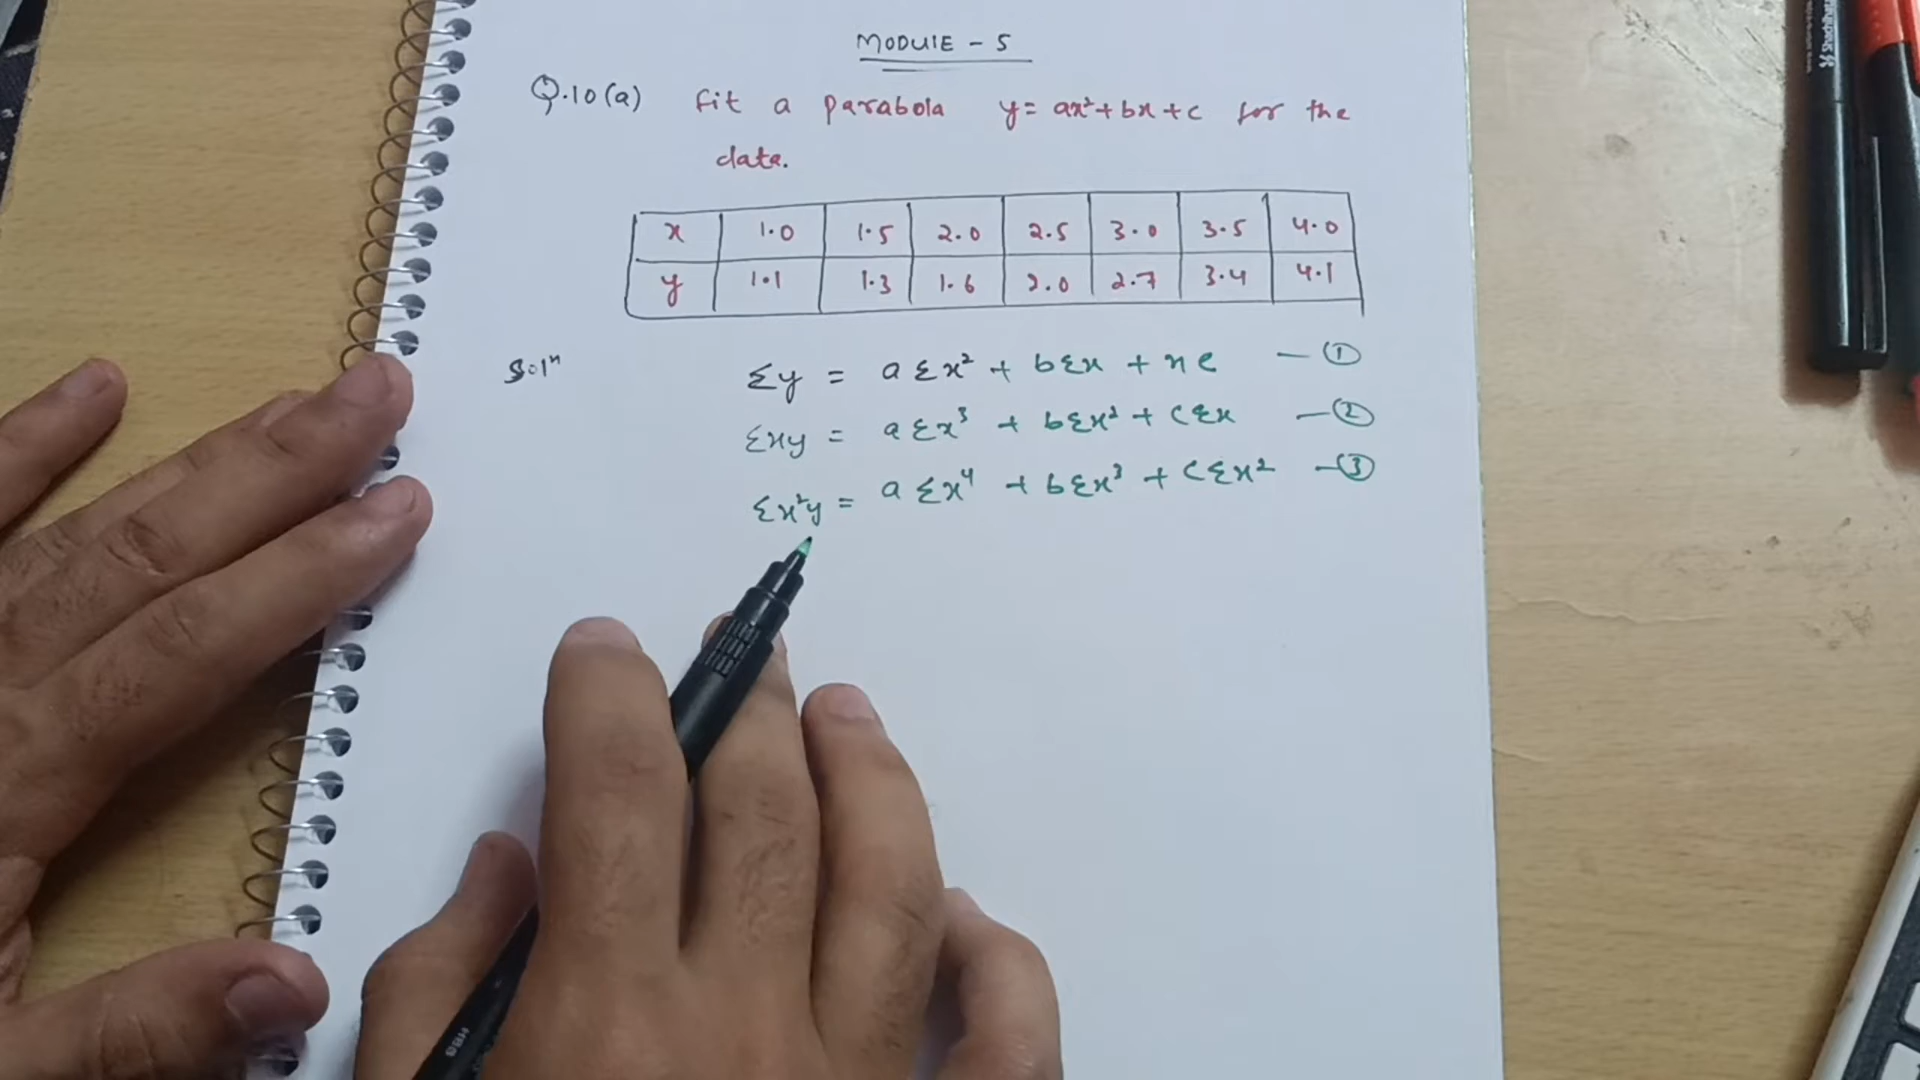 MODULE - 5
Q.10(a) Fit a parabola y = ax² + bx + c for the
data.
x 1.0 1.5 2.0 2.5 3.0 3.5 4.0
y 1.1 1.3 1.6 2.0 2.7 3.4 4.1
Solⁿ Σy = aΣx² + bΣx + nc — ①
Σxy = aΣx³ + bΣx² + cΣx — ②
Σx²y = aΣx⁴ + bΣx³ + cΣx² — ③